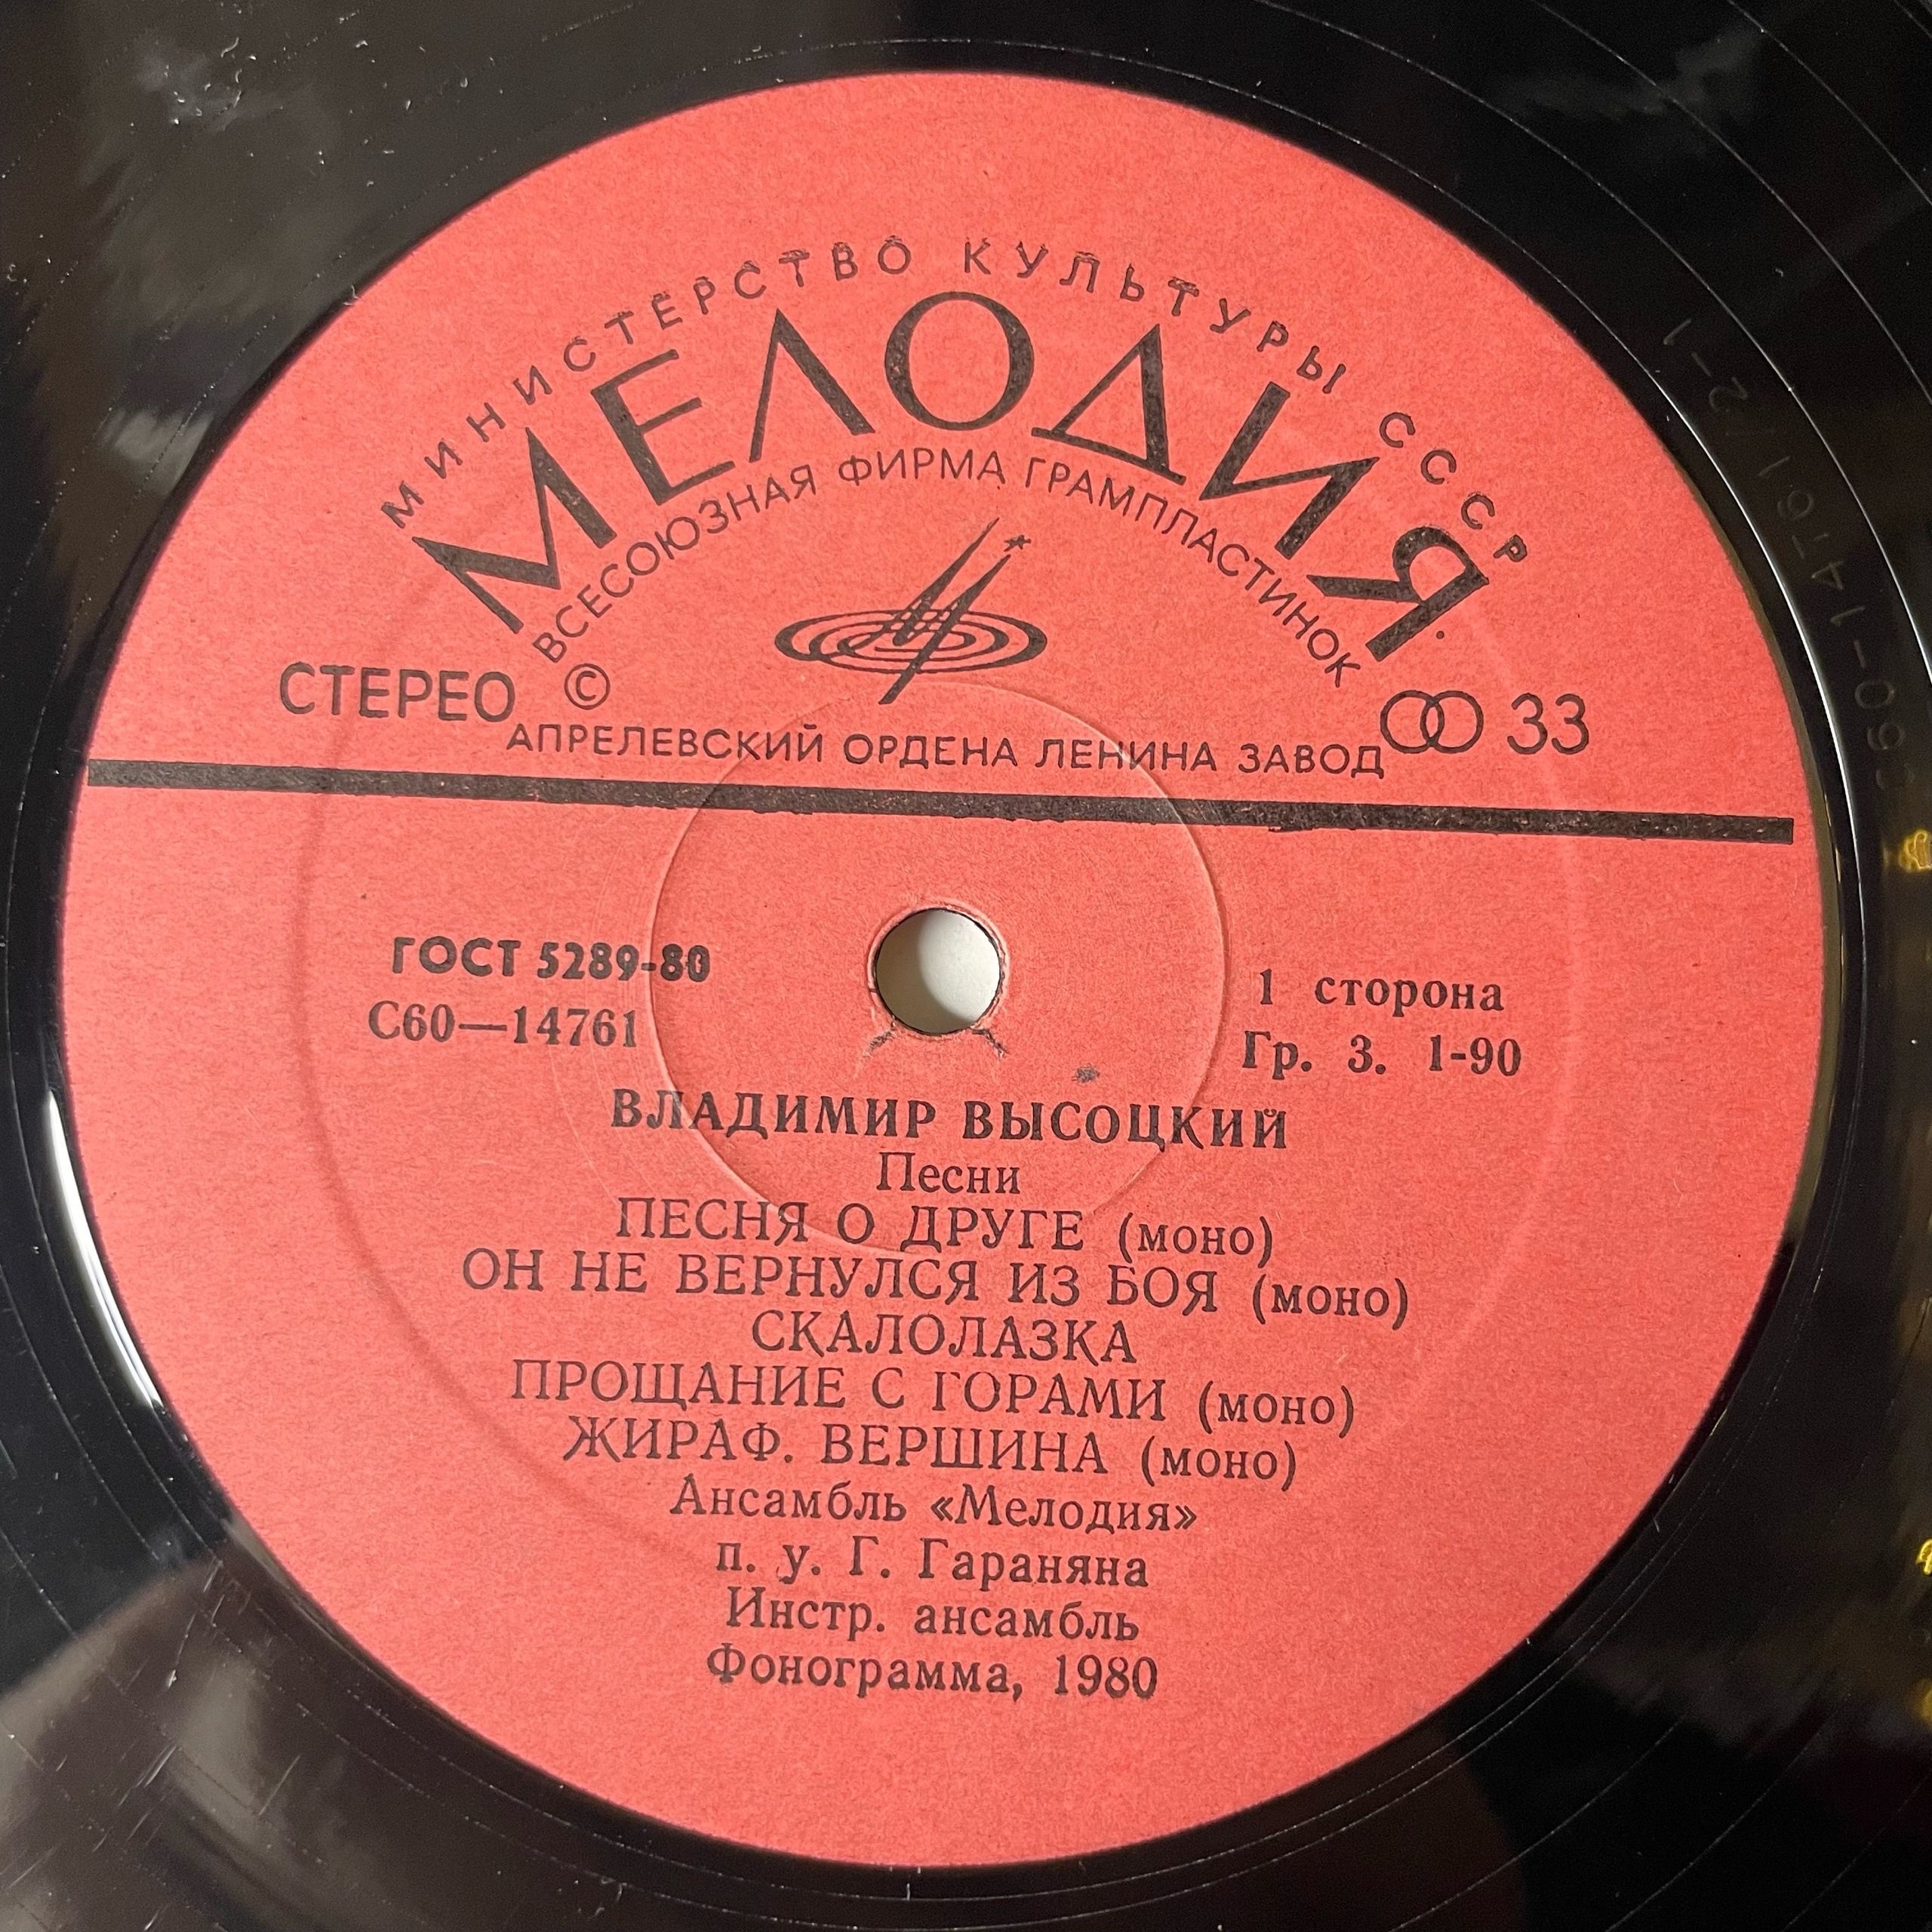 МИНИСТЕРСТВО КУЛЬТУРЫ СССР
МЕЛОДИЯ
ВСЕСОЮЗНАЯ ФИРМА ГРАМПЛАСТИНОК
СТЕРЕО © 33
АПРЕЛЕВСКИЙ ОРДЕНА ЛЕНИНА ЗАВОД
ГОСТ 5289-80
С60—14761
1 сторона
Гр. 3. 1-90
ВЛАДИМИР ВЫСОЦКИЙ
Песни
ПЕСНЯ О ДРУГЕ (моно)
ОН НЕ ВЕРНУЛСЯ ИЗ БОЯ (моно)
СКАЛОЛАЗКА
ПРОЩАНИЕ С ГОРАМИ (моно)
ЖИРАФ. ВЕРШИНА (моно)
Ансамбль «Мелодия»
п. у. Г. Гараняна
Инстр. ансамбль
Фонограмма, 1980